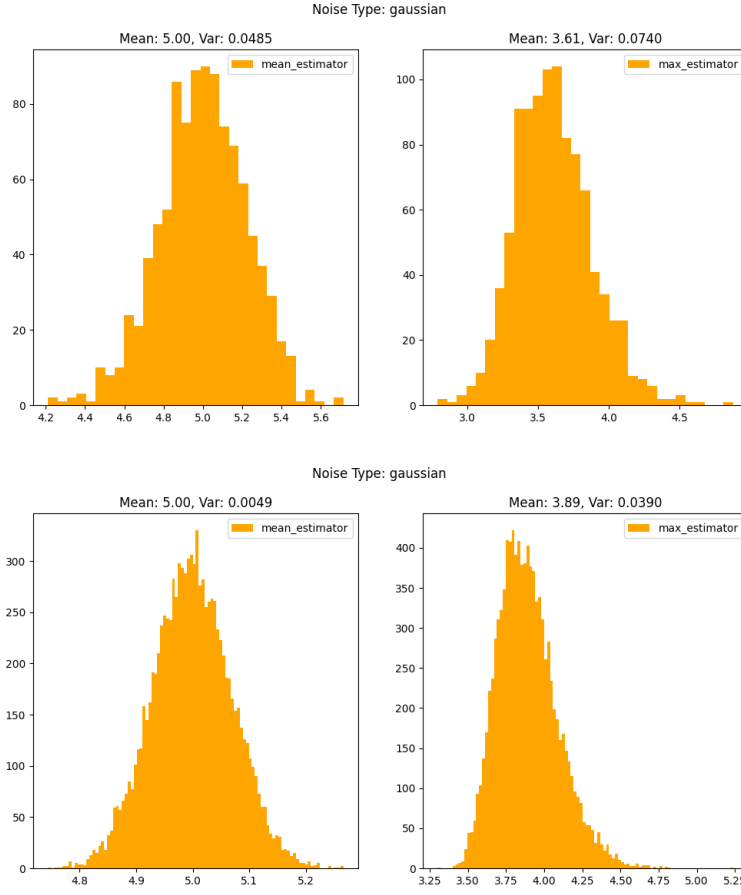 Noise Type: gaussian
Mean: 5.00, Var: 0.0485
mean_estimator
80
60
40
20
0
4.2 4.4 4.6 4.8 5.0 5.2 5.4 5.6
Mean: 3.61, Var: 0.0740
max_estimator
100
80
60
40
20
0
3.0 3.5 4.0 4.5
Noise Type: gaussian
Mean: 5.00, Var: 0.0049
mean_estimator
300
250
200
150
100
50
0
4.8 4.9 5.0 5.1 5.2
Mean: 3.89, Var: 0.0390
max_estimator
400
350
300
250
200
150
100
50
0
3.25 3.50 3.75 4.00 4.25 4.50 4.75 5.00 5.25